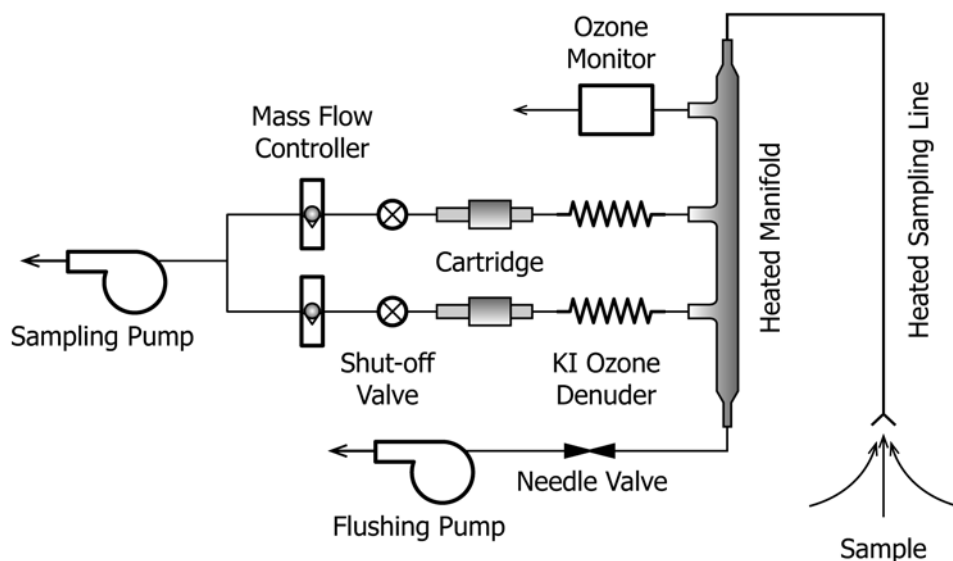 Ozone
Monitor
Mass Flow
Controller
Heated Manifold
Heated Sampling Line
Cartridge
Sampling Pump
Shut-off
Valve
KI Ozone
Denuder
Needle Valve
Flushing Pump
Sample